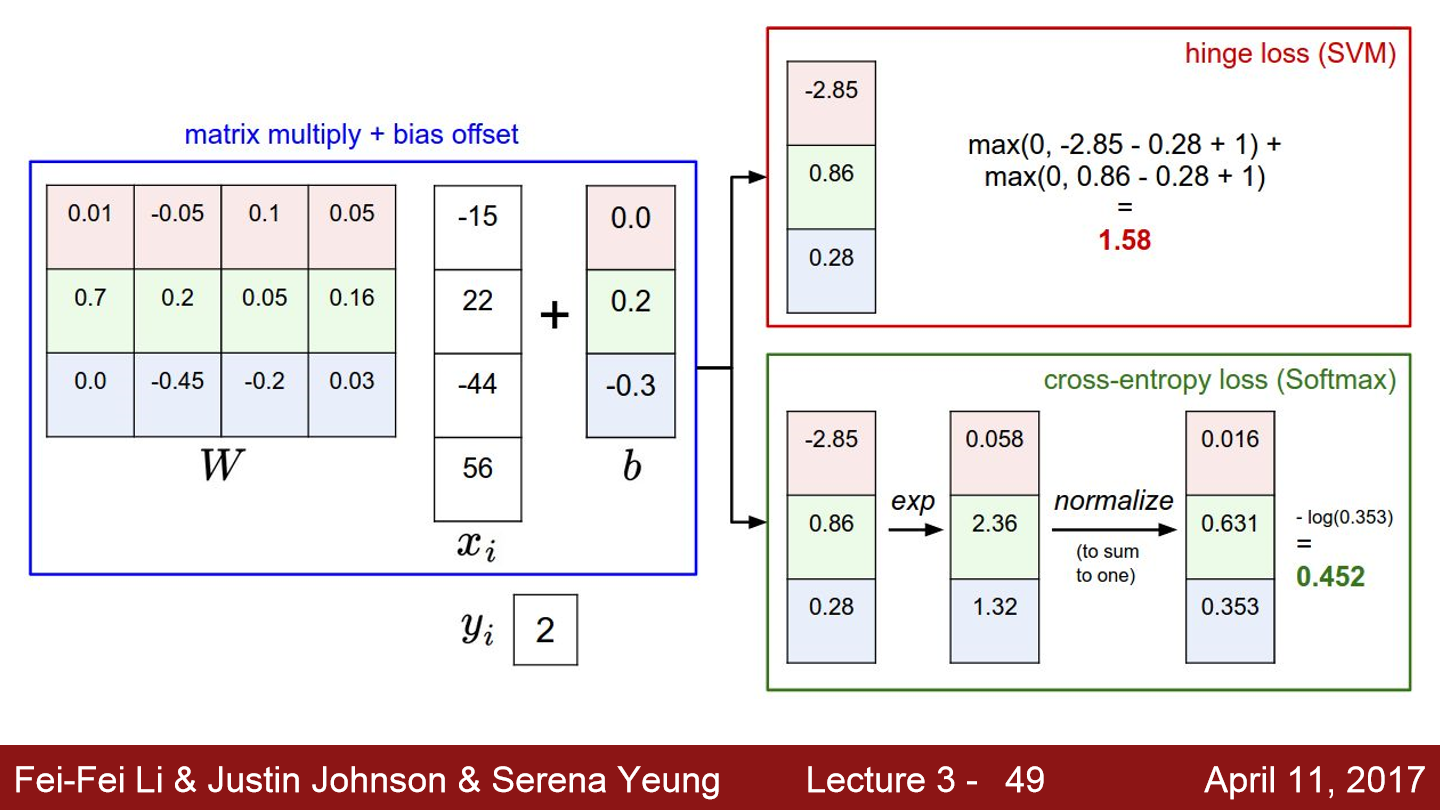 matrix multiply + bias offset
0.01 -0.05 0.1 0.05
0.7 0.2 0.05 0.16
0.0 -0.45 -0.2 0.03
W
-15
22
-44
56
x_i
+
0.0
0.2
-0.3
b
y_i 2
hinge loss (SVM)
-2.85
0.86
0.28
max(0, -2.85 - 0.28 + 1) +
max(0, 0.86 - 0.28 + 1)
=
1.58
cross-entropy loss (Softmax)
-2.85
0.86
0.28
exp
0.058
2.36
1.32
normalize
(to sum
to one)
0.016
0.631
0.353
- log(0.353)
=
0.452
Fei-Fei Li & Justin Johnson & Serena Yeung Lecture 3 - 49 April 11, 2017